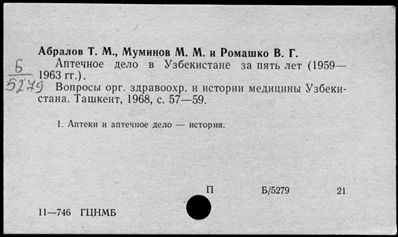 Абралов Т. М., Муминов М. М. и Ромашко В. Г.
Аптечное дело в Узбекистане за пять лет (1959—
1963 гг.).
Б
5279
Вопросы орг. здравоохр. и истории медицины Узбеки-
стана. Ташкент, 1968, с. 57—59.
1. Аптеки и аптечное дело — история.
П Б/5279 21
11—746 ГЦНМБ